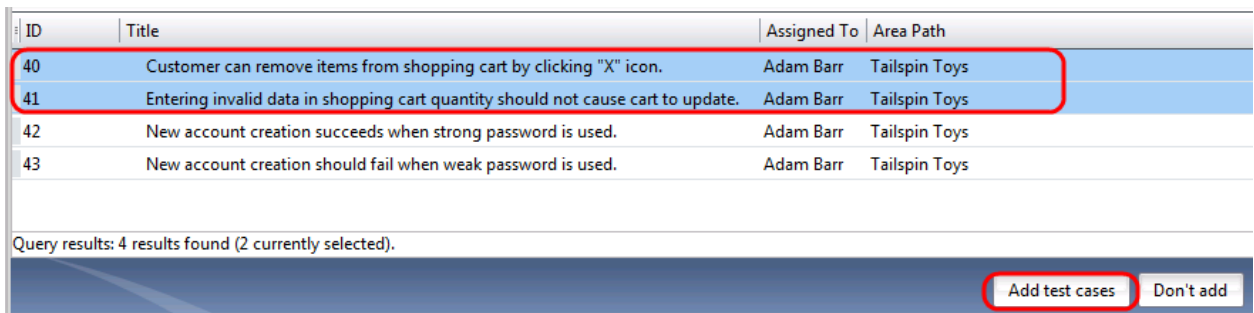 ID Title Assigned To Area Path
40 Customer can remove items from shopping cart by clicking "X" icon. Adam Barr Tailspin Toys
41 Entering invalid data in shopping cart quantity should not cause cart to update. Adam Barr Tailspin Toys
42 New account creation succeeds when strong password is used. Adam Barr Tailspin Toys
43 New account creation should fail when weak password is used. Adam Barr Tailspin Toys
Query results: 4 results found (2 currently selected).
Add test cases Don't add